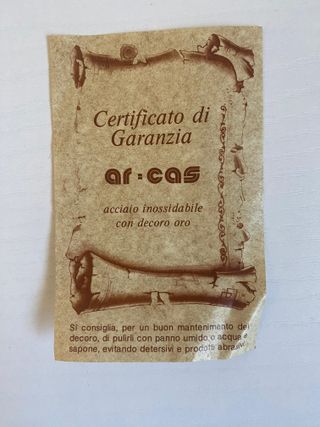 Certificato di
Garanzia
ar·cas
acciaio inossidabile
con decoro oro
Si consiglia, per un buon mantenimento del
decoro, di pulirli con panno umido o acqua e
sapone, evitando detersivi e prodotti abrasivi